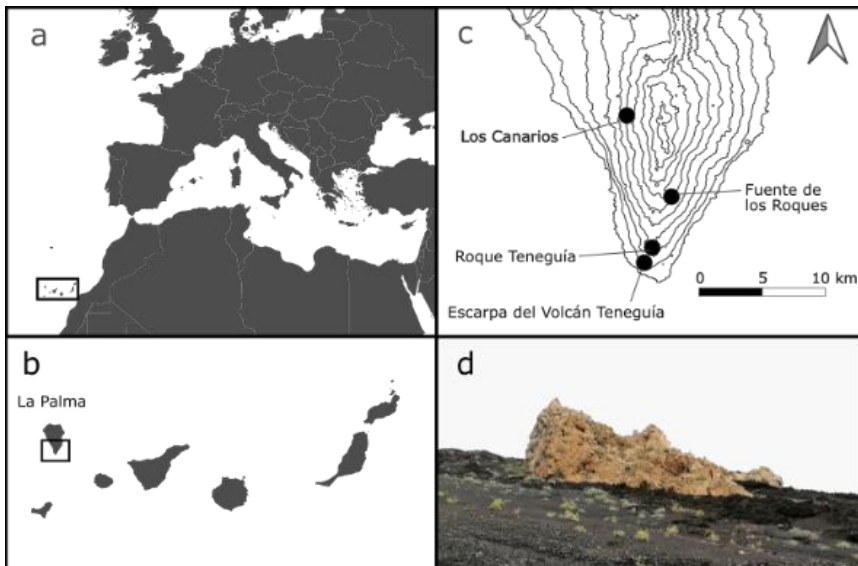 a
b
La Palma
c
Los Canarios
Fuente de
los Roques
Roque Teneguía
0 5 10 km
Escarpa del Volcán Teneguía
d